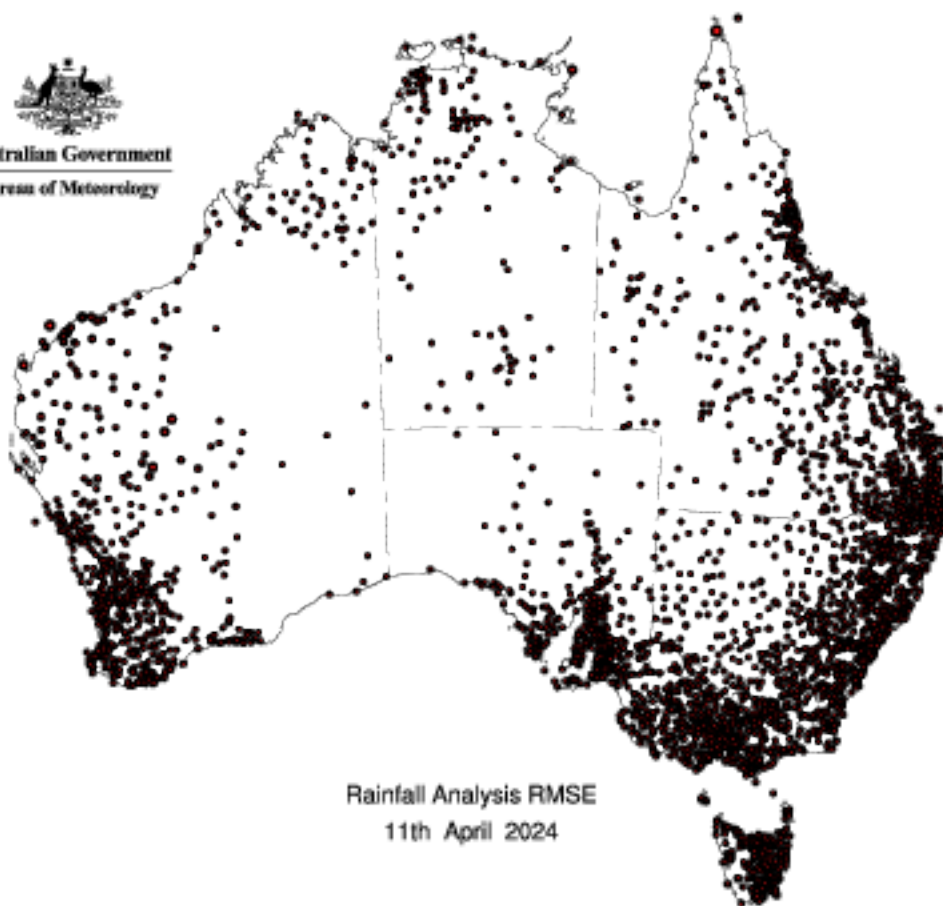 tralian Government
reau of Meteorology
Rainfall Analysis RMSE
11th April 2024